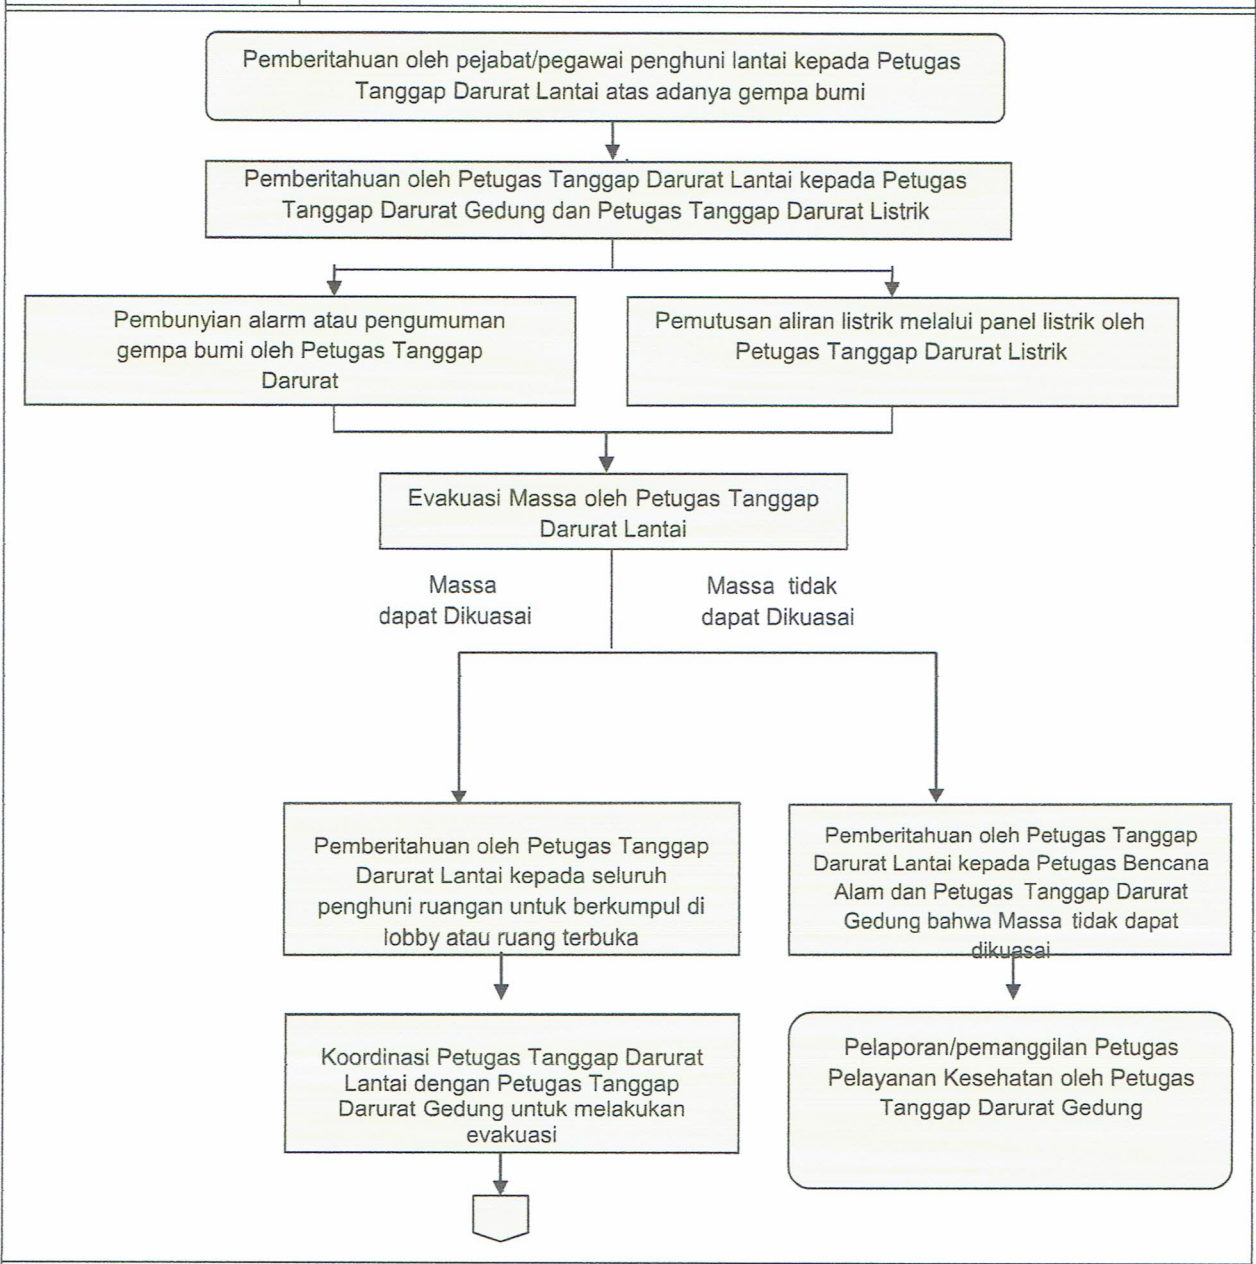 Pemberitahuan oleh pejabat/pegawai penghuni lantai kepada Petugas
Tanggap Darurat Lantai atas adanya gempa bumi
Pemberitahuan oleh Petugas Tanggap Darurat Lantai kepada Petugas
Tanggap Darurat Gedung dan Petugas Tanggap Darurat Listrik
Pembunyian alarm atau pengumuman
gempa bumi oleh Petugas Tanggap
Darurat
Pemutusan aliran listrik melalui panel listrik oleh
Petugas Tanggap Darurat Listrik
Evakuasi Massa oleh Petugas Tanggap
Darurat Lantai
Massa
dapat Dikuasai
Massa tidak
dapat Dikuasai
Pemberitahuan oleh Petugas Tanggap
Darurat Lantai kepada seluruh
penghuni ruangan untuk berkumpul di
lobby atau ruang terbuka
Pemberitahuan oleh Petugas Tanggap
Darurat Lantai kepada Petugas Bencana
Alam dan Petugas Tanggap Darurat
Gedung bahwa Massa tidak dapat
dikuasai
Koordinasi Petugas Tanggap Darurat
Lantai dengan Petugas Tanggap
Darurat Gedung untuk melakukan
evakuasi
Pelaporan/pemanggilan Petugas
Pelayanan Kesehatan oleh Petugas
Tanggap Darurat Gedung